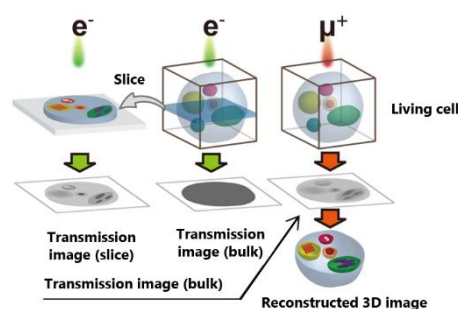 e⁻ e⁻ μ⁺
Slice
Living cell
Transmission
image (slice)
Transmission
image (bulk)
Transmission image (bulk)
Reconstructed 3D image